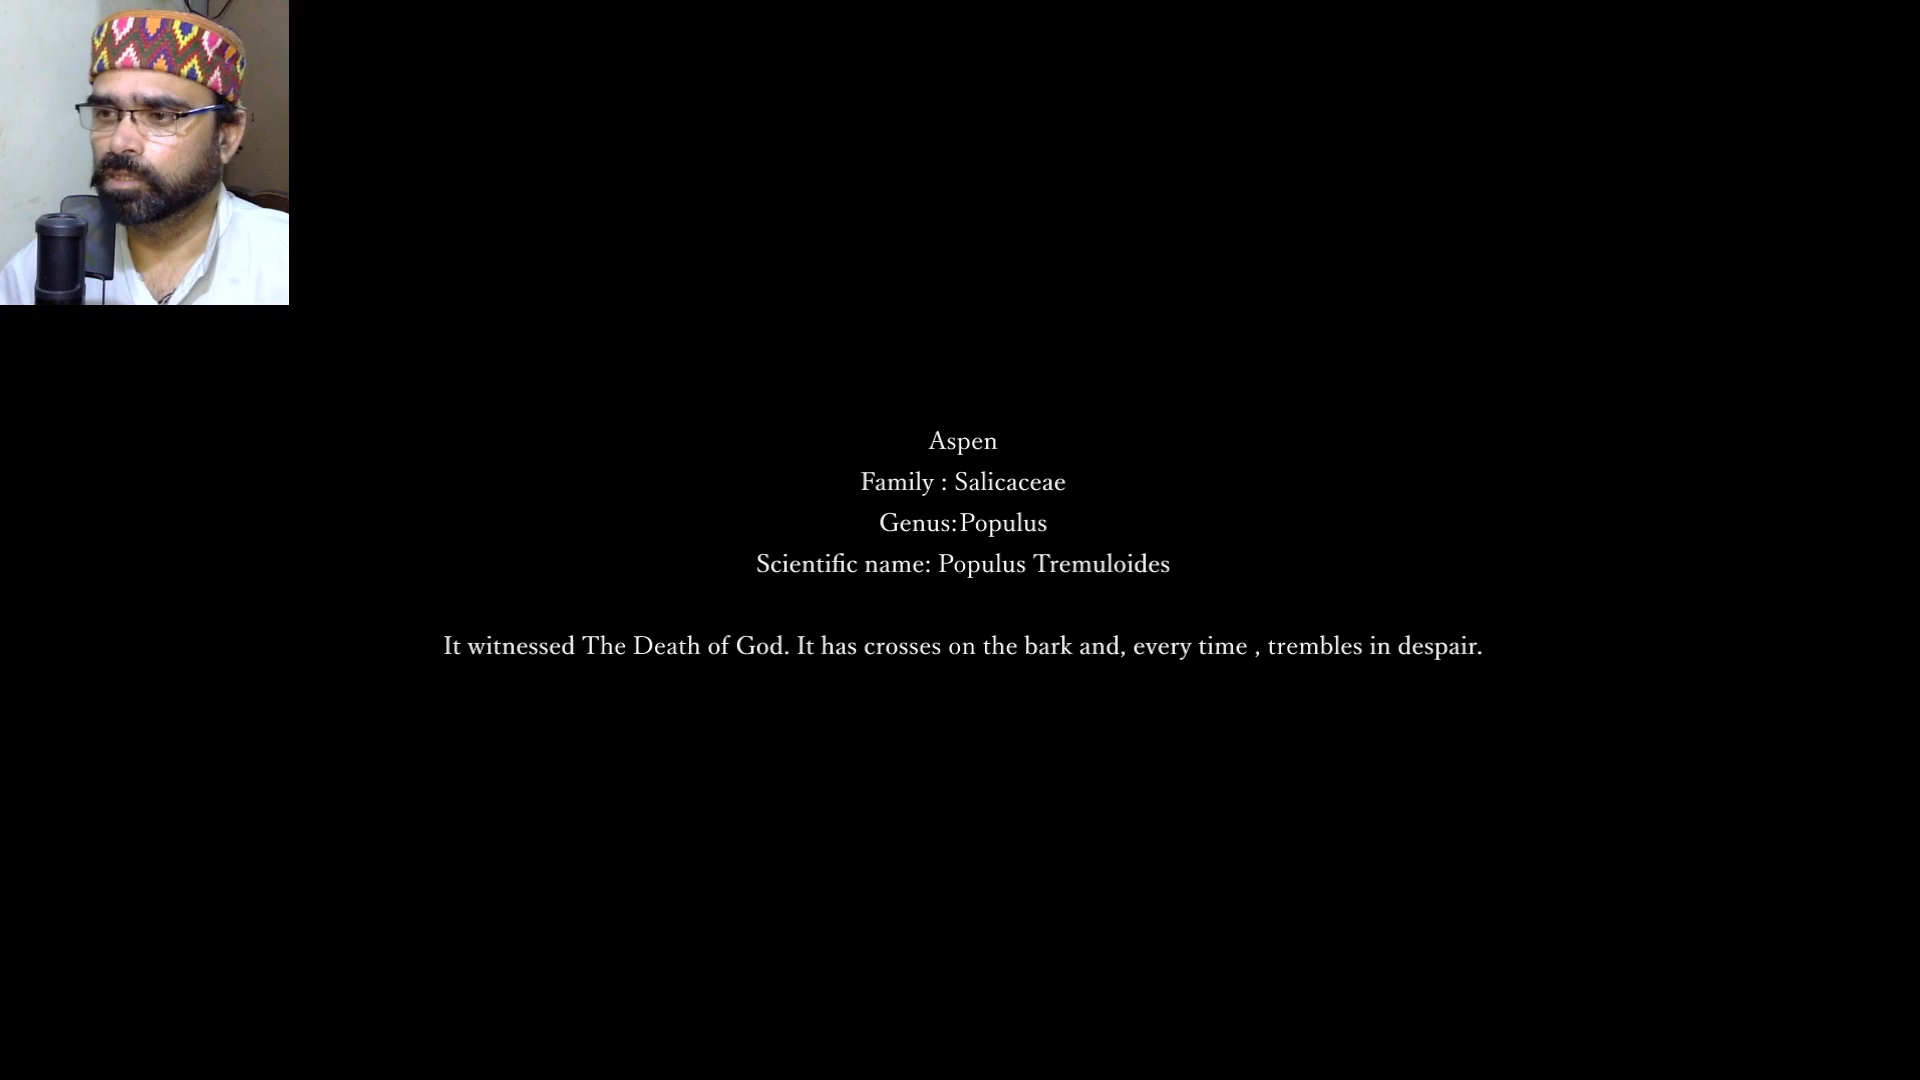 Aspen
Family : Salicaceae
Genus:Populus
Scientific name: Populus Tremuloides
It witnessed The Death of God. It has crosses on the bark and, every time , trembles in despair.